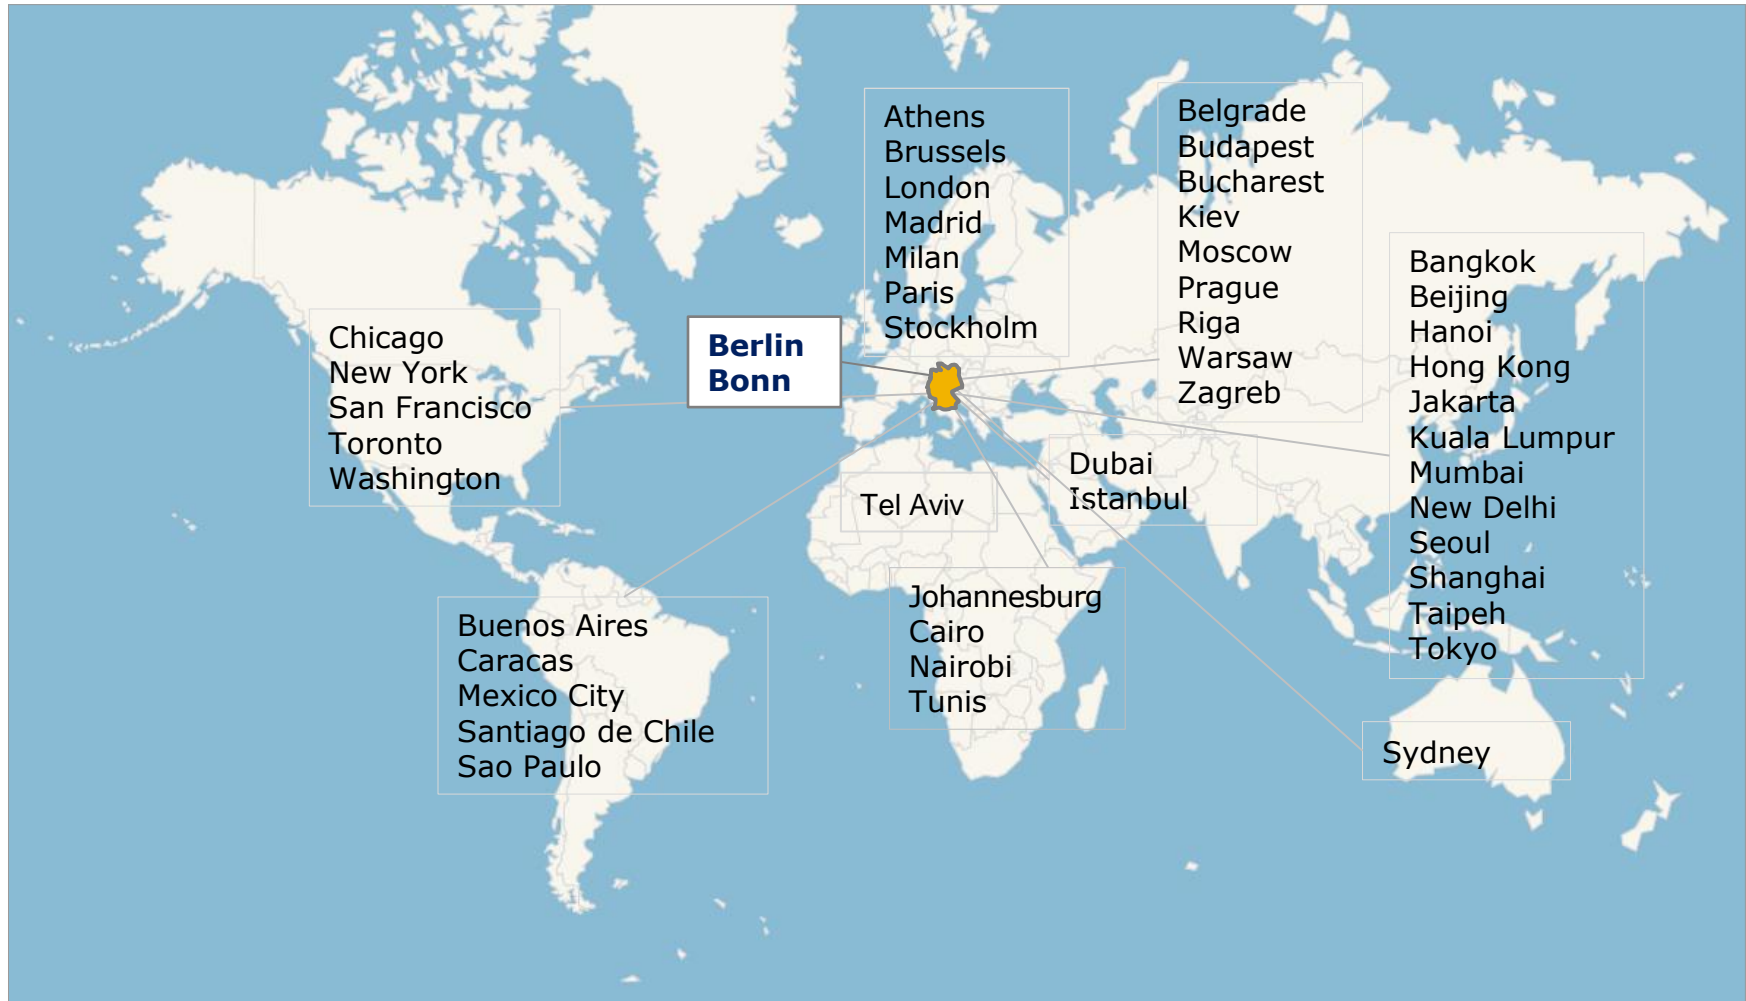 Athens
Brussels
London
Madrid
Milan
Paris
Stockholm
Belgrade
Budapest
Bucharest
Kiev
Moscow
Prague
Riga
Warsaw
Zagreb
Bangkok
Beijing
Hanoi
Hong Kong
Jakarta
Kuala Lumpur
Mumbai
New Delhi
Seoul
Shanghai
Taipeh
Tokyo
Chicago
New York
San Francisco
Toronto
Washington
Berlin
Bonn
Dubai
Istanbul
Tel Aviv
Johannesburg
Cairo
Nairobi
Tunis
Buenos Aires
Caracas
Mexico City
Santiago de Chile
Sao Paulo
Sydney